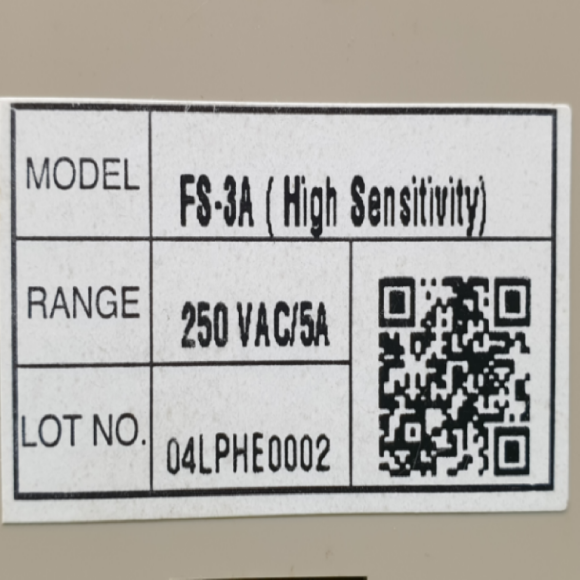 MODEL FS-3A ( High Sensitivity)
RANGE 250 VAC/5A
LOT NO. 04LPHE0002